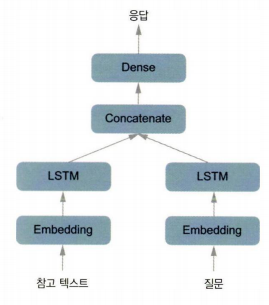 응답
Dense
Concatenate
LSTM LSTM
Embedding Embedding
참고 텍스트 질문